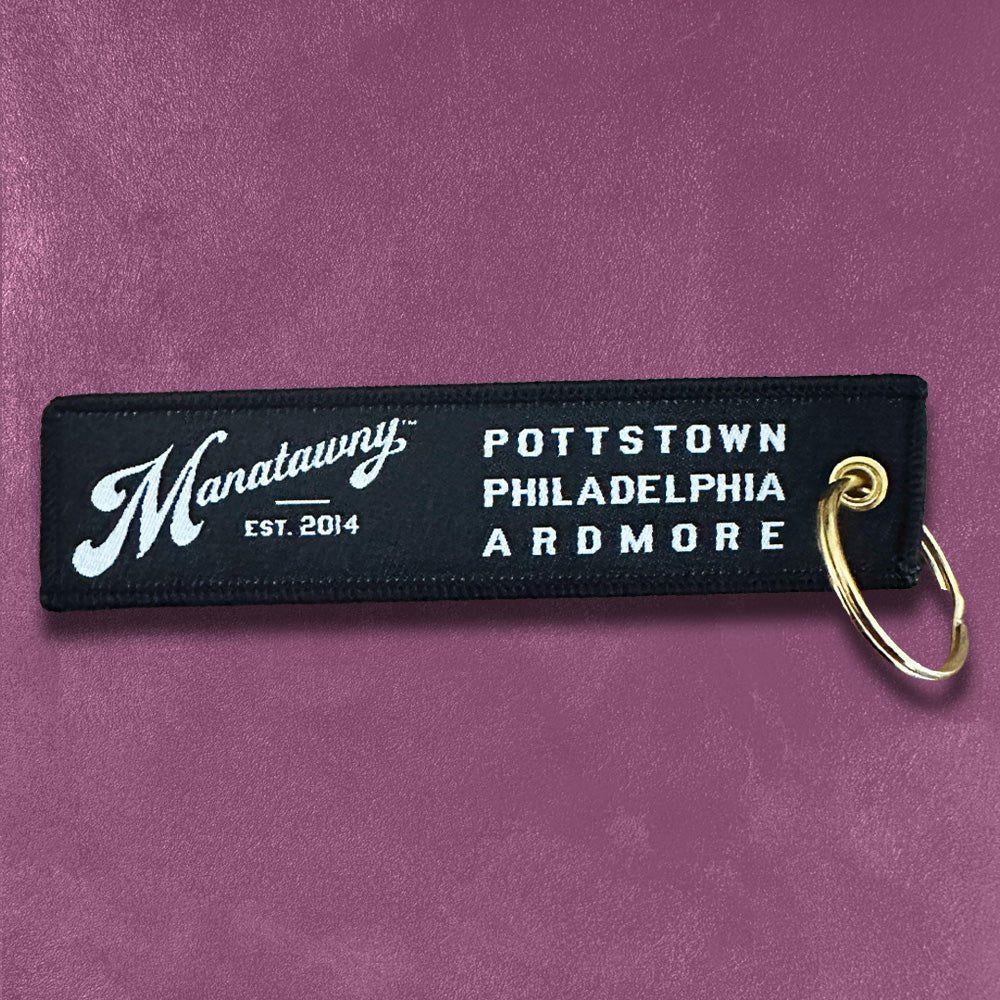 Manatawny™
EST. 2014
POTTSTOWN
PHILADELPHIA
ARDMORE